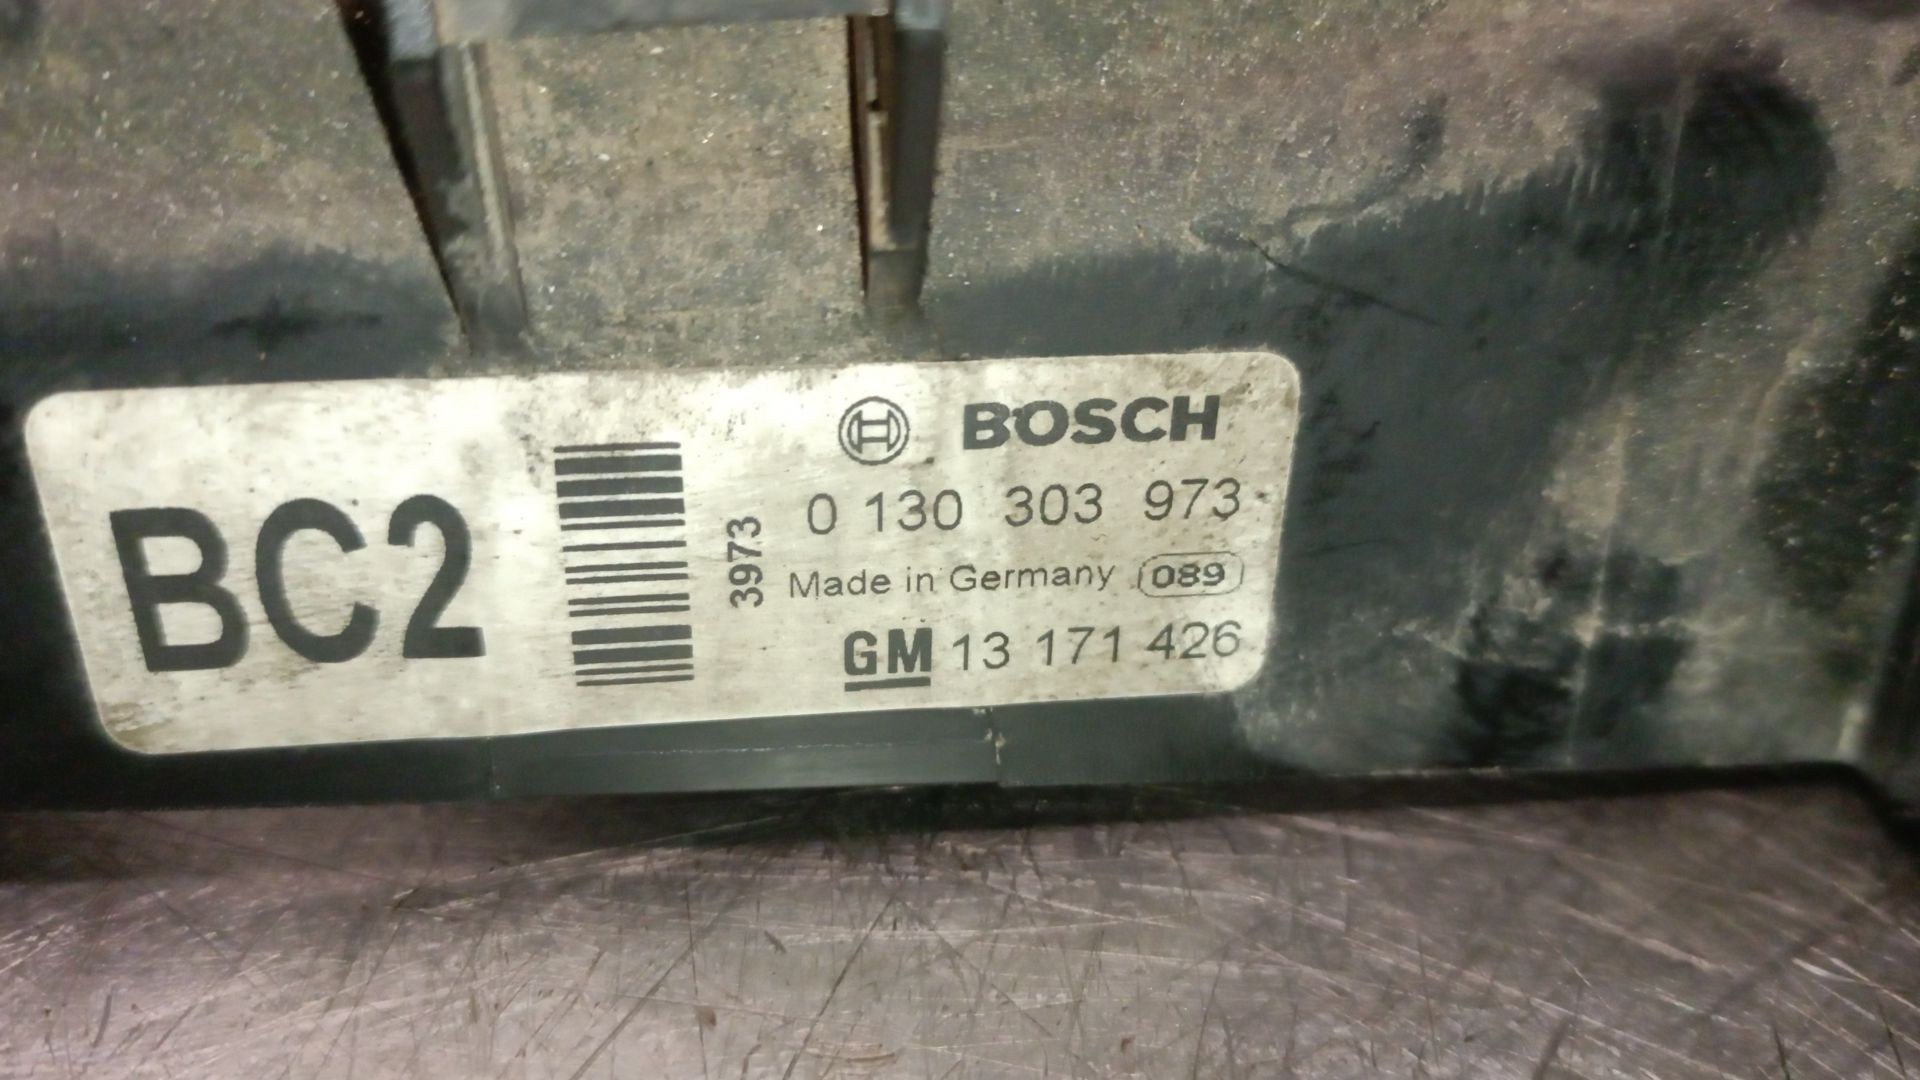 BC2
3973
BOSCH
0 130 303 973
Made in Germany 089
GM 13 171 426